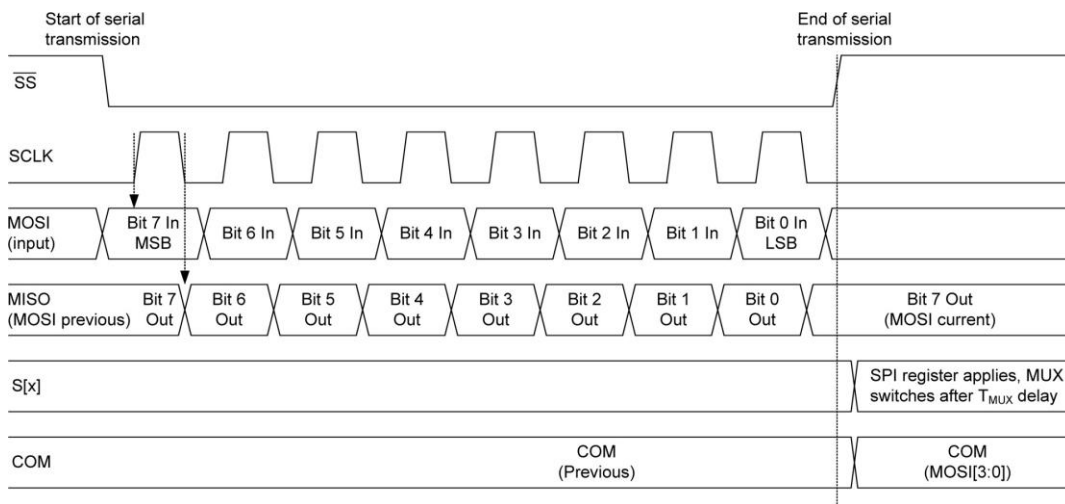 Start of serial
transmission
End of serial
transmission
SS
SCLK
MOSI
(input)
Bit 7 In
MSB
Bit 6 In
Bit 5 In
Bit 4 In
Bit 3 In
Bit 2 In
Bit 1 In
Bit 0 In
LSB
MISO
(MOSI previous)
Bit 7
Out
Bit 6
Out
Bit 5
Out
Bit 4
Out
Bit 3
Out
Bit 2
Out
Bit 1
Out
Bit 0
Out
Bit 7 Out
(MOSI current)
S[x]
SPI register applies, MUX
switches after TMUX delay
COM
COM
(Previous)
COM
(MOSI[3:0])